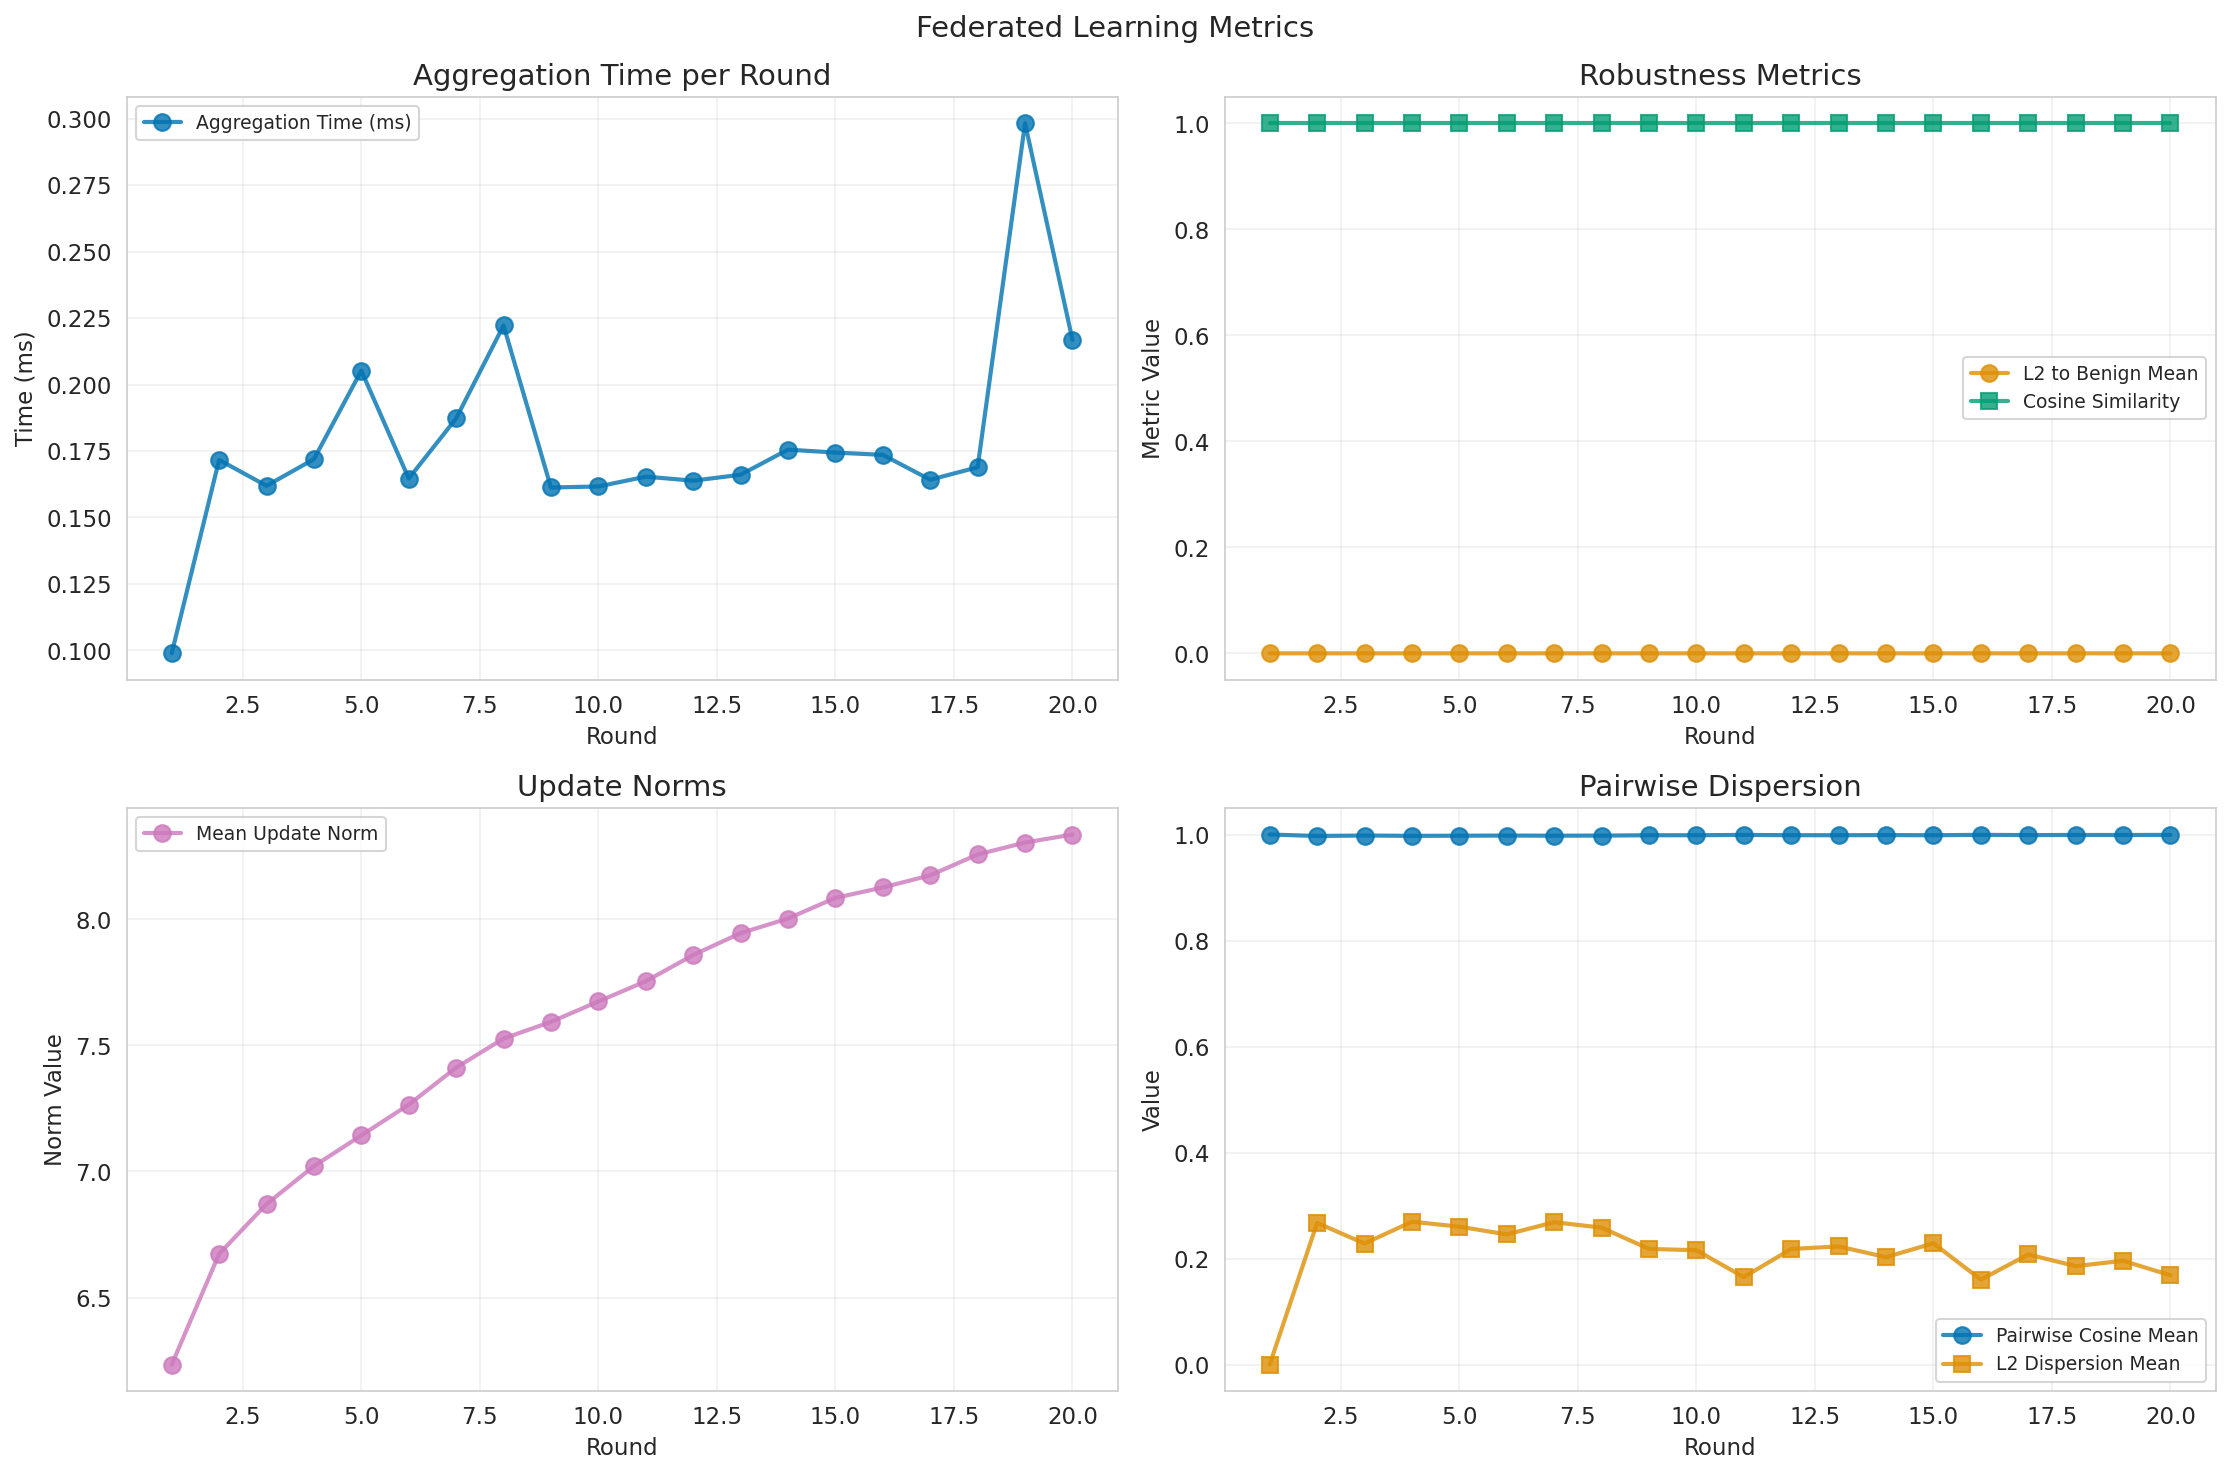 Federated Learning Metrics
Aggregation Time per Round
Aggregation Time (ms)
Time (ms)
0.300
0.275
0.250
0.225
0.200
0.175
0.150
0.125
0.100
2.5 5.0 7.5 10.0 12.5 15.0 17.5 20.0
Round
Robustness Metrics
Metric Value
1.0
0.8
0.6
0.4
0.2
0.0
L2 to Benign Mean
Cosine Similarity
2.5 5.0 7.5 10.0 12.5 15.0 17.5 20.0
Round
Update Norms
Mean Update Norm
Norm Value
8.0
7.5
7.0
6.5
2.5 5.0 7.5 10.0 12.5 15.0 17.5 20.0
Round
Pairwise Dispersion
Value
1.0
0.8
0.6
0.4
0.2
0.0
Pairwise Cosine Mean
L2 Dispersion Mean
2.5 5.0 7.5 10.0 12.5 15.0 17.5 20.0
Round